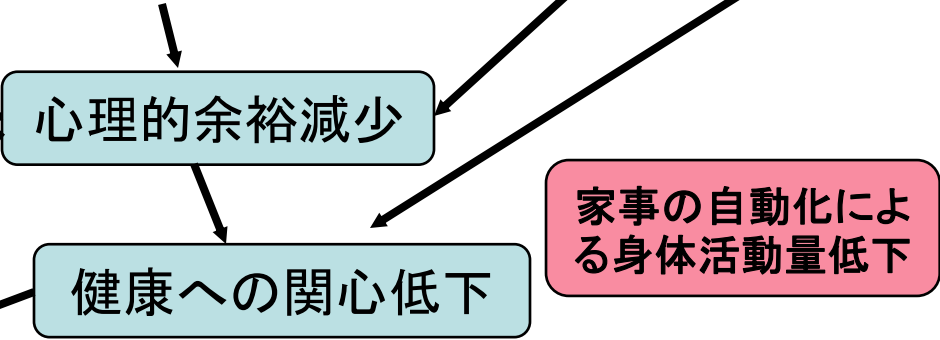 心理的余裕減少
家事の自動化によ
る身体活動量低下
健康への関心低下